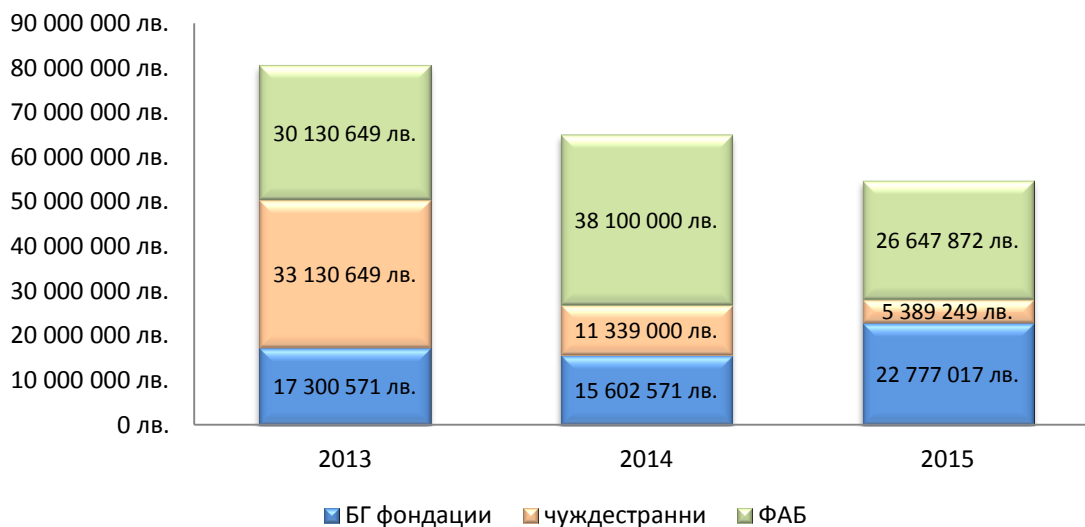 90 000 000 лв.
80 000 000 лв.
70 000 000 лв.
60 000 000 лв.
50 000 000 лв.
40 000 000 лв.
30 000 000 лв.
20 000 000 лв.
10 000 000 лв.
0 лв.
30 130 649 лв.
33 130 649 лв.
17 300 571 лв.
38 100 000 лв.
11 339 000 лв.
15 602 571 лв.
26 647 872 лв.
5 389 249 лв.
22 777 017 лв.
2013 2014 2015
БГ фондации чуждестранни ФАБ